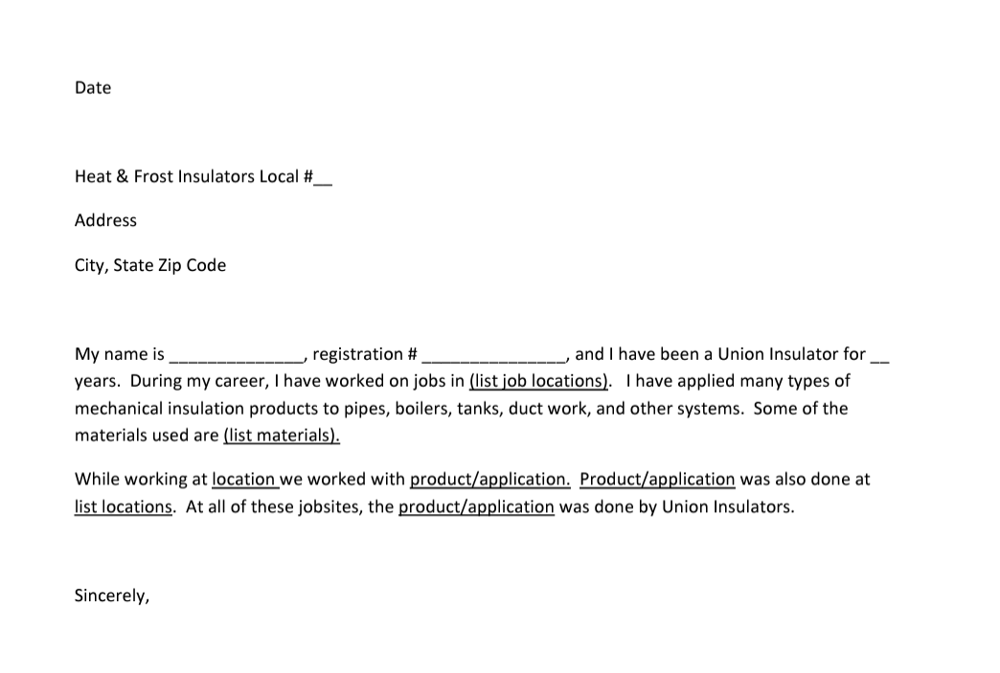 Date
Heat & Frost Insulators Local #__
Address
City, State Zip Code
My name is ______________, registration # _______________, and I have been a Union Insulator for __
years.  During my career, I have worked on jobs in (list job locations).   I have applied many types of
mechanical insulation products to pipes, boilers, tanks, duct work, and other systems.  Some of the
materials used are (list materials).
While working at location we worked with product/application.  Product/application was also done at
list locations.  At all of these jobsites, the product/application was done by Union Insulators.
Sincerely,